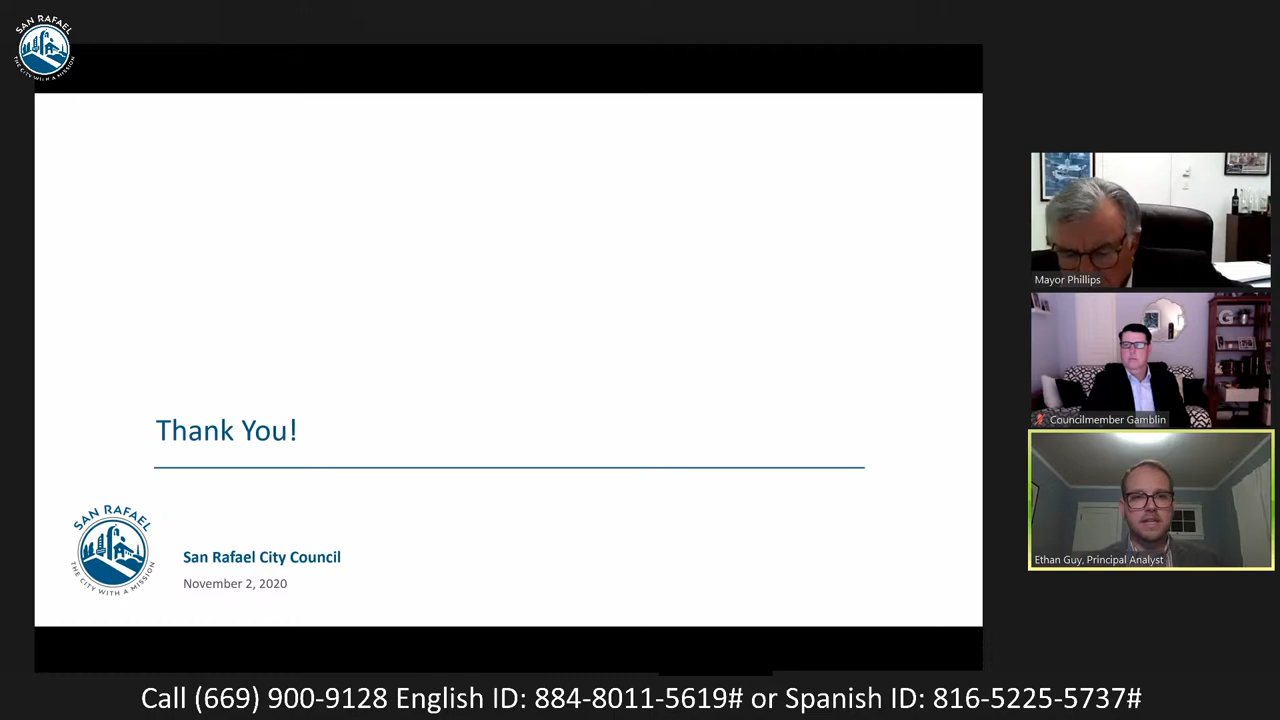 SAN RAFAEL
THE CITY WITH A MISSION
Thank You!
SAN RAFAEL
THE CITY WITH A MISSION
San Rafael City Council
November 2, 2020
Mayor Phillips
G
Councilmember Gamblin
Ethan Guy, Principal Analyst
Call (669) 900-9128 English ID: 884-8011-5619# or Spanish ID: 816-5225-5737#